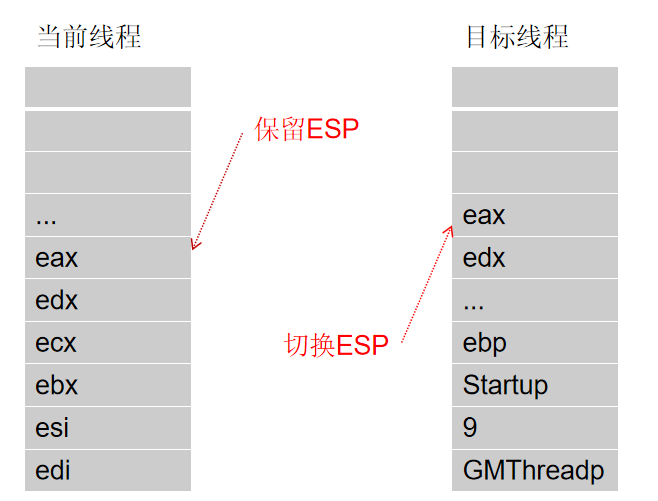 当前线程
目标线程
保留ESP
...
eax
edx
ecx
ebx
esi
edi
切换ESP
eax
edx
...
ebp
Startup
9
GMThreadp